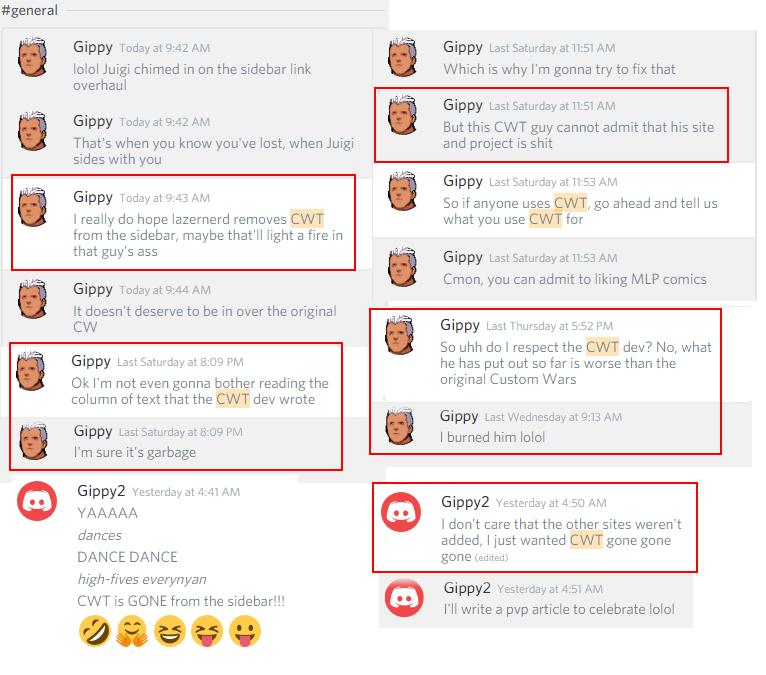 #general
Gippy Today at 9:42 AM
lolol Juigi chimed in on the sidebar link
overhaul
Gippy Today at 9:42 AM
That's when you know you've lost, when Juigi
sides with you
Gippy Today at 9:43 AM
I really do hope lazernerd removes CWT
from the sidebar, maybe that'll light a fire in
that guy's ass
Gippy Today at 9:44 AM
It doesn't deserve to be in over the original
CW
Gippy Last Saturday at 8:09 PM
Ok I'm not even gonna bother reading the
column of text that the CWT dev wrote
Gippy Last Saturday at 8:09 PM
I'm sure it's garbage
Gippy2 Yesterday at 4:41 AM
YAAAAA
dances
DANCE DANCE
high-fives everynyan
CWT is GONE from the sidebar!!!
Gippy Last Saturday at 11:51 AM
Which is why I'm gonna try to fix that
Gippy Last Saturday at 11:51 AM
But this CWT guy cannot admit that his site
and project is shit
Gippy Last Saturday at 11:53 AM
So if anyone uses CWT, go ahead and tell us
what you use CWT for
Gippy Last Saturday at 11:53 AM
Cmon, you can admit to liking MLP comics
Gippy Last Thursday at 5:52 PM
So uhh do I respect the CWT dev? No, what
he has put out so far is worse than the
original Custom Wars
Gippy Last Wednesday at 9:13 AM
I burned him lolol
Gippy2 Yesterday at 4:50 AM
I don't care that the other sites weren't
added, I just wanted CWT gone gone
gone (edited)
Gippy2 Yesterday at 4:51 AM
I'll write a pvp article to celebrate lolol